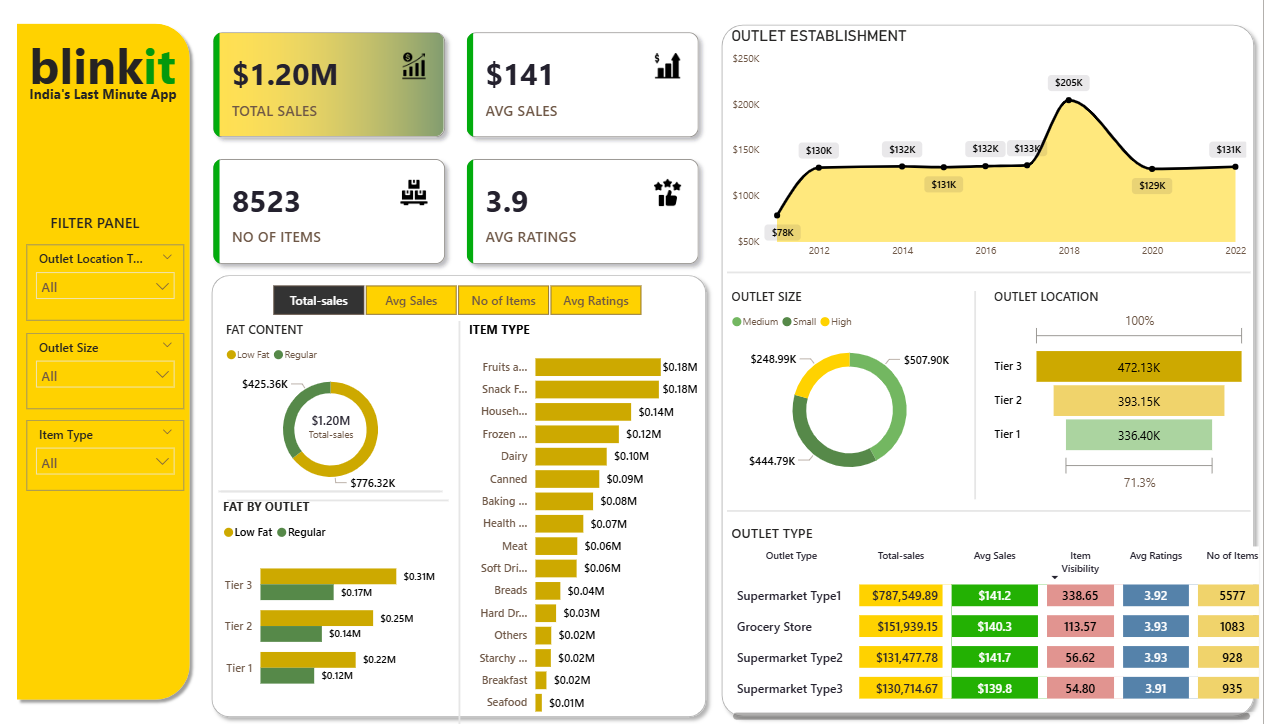 blinkit
India's Last Minute App
FILTER PANEL
Outlet Location T...
All
Outlet Size
All
Item Type
All
$1.20M
TOTAL SALES
$141
AVG SALES
8523
NO OF ITEMS
3.9
AVG RATINGS
Total-sales
Avg Sales
No of Items
Avg Ratings
FAT CONTENT
Low Fat Regular
$425.36K
$1.20M
Total-sales
$776.32K
FAT BY OUTLET
Low Fat Regular
Tier 3 $0.31M
$0.17M
Tier 2 $0.25M
$0.14M
Tier 1 $0.22M
$0.12M
ITEM TYPE
Fruits a... $0.18M
Snack F... $0.18M
Househ... $0.14M
Frozen ... $0.12M
Dairy $0.10M
Canned $0.09M
Baking ... $0.08M
Health ... $0.07M
Meat $0.06M
Soft Dri... $0.06M
Breads $0.04M
Hard Dr... $0.03M
Others $0.02M
Starchy ... $0.02M
Breakfast $0.02M
Seafood $0.01M
OUTLET ESTABLISHMENT
$250K
$200K
$150K
$100K
$50K
$78K
$130K
$132K
$131K
$132K
$133K
$205K
$129K
$131K
2012 2014 2016 2018 2020 2022
OUTLET SIZE
Medium Small High
$248.99K
$507.90K
$444.79K
OUTLET LOCATION
100%
Tier 3 472.13K
Tier 2 393.15K
Tier 1 336.40K
71.3%
OUTLET TYPE
Outlet Type Total-sales Avg Sales Item Visibility Avg Ratings No of Items
Supermarket Type1 $787,549.89 $141.2 338.65 3.92 5577
Grocery Store $151,939.15 $140.3 113.57 3.93 1083
Supermarket Type2 $131,477.78 $141.7 56.62 3.93 928
Supermarket Type3 $130,714.67 $139.8 54.80 3.91 935